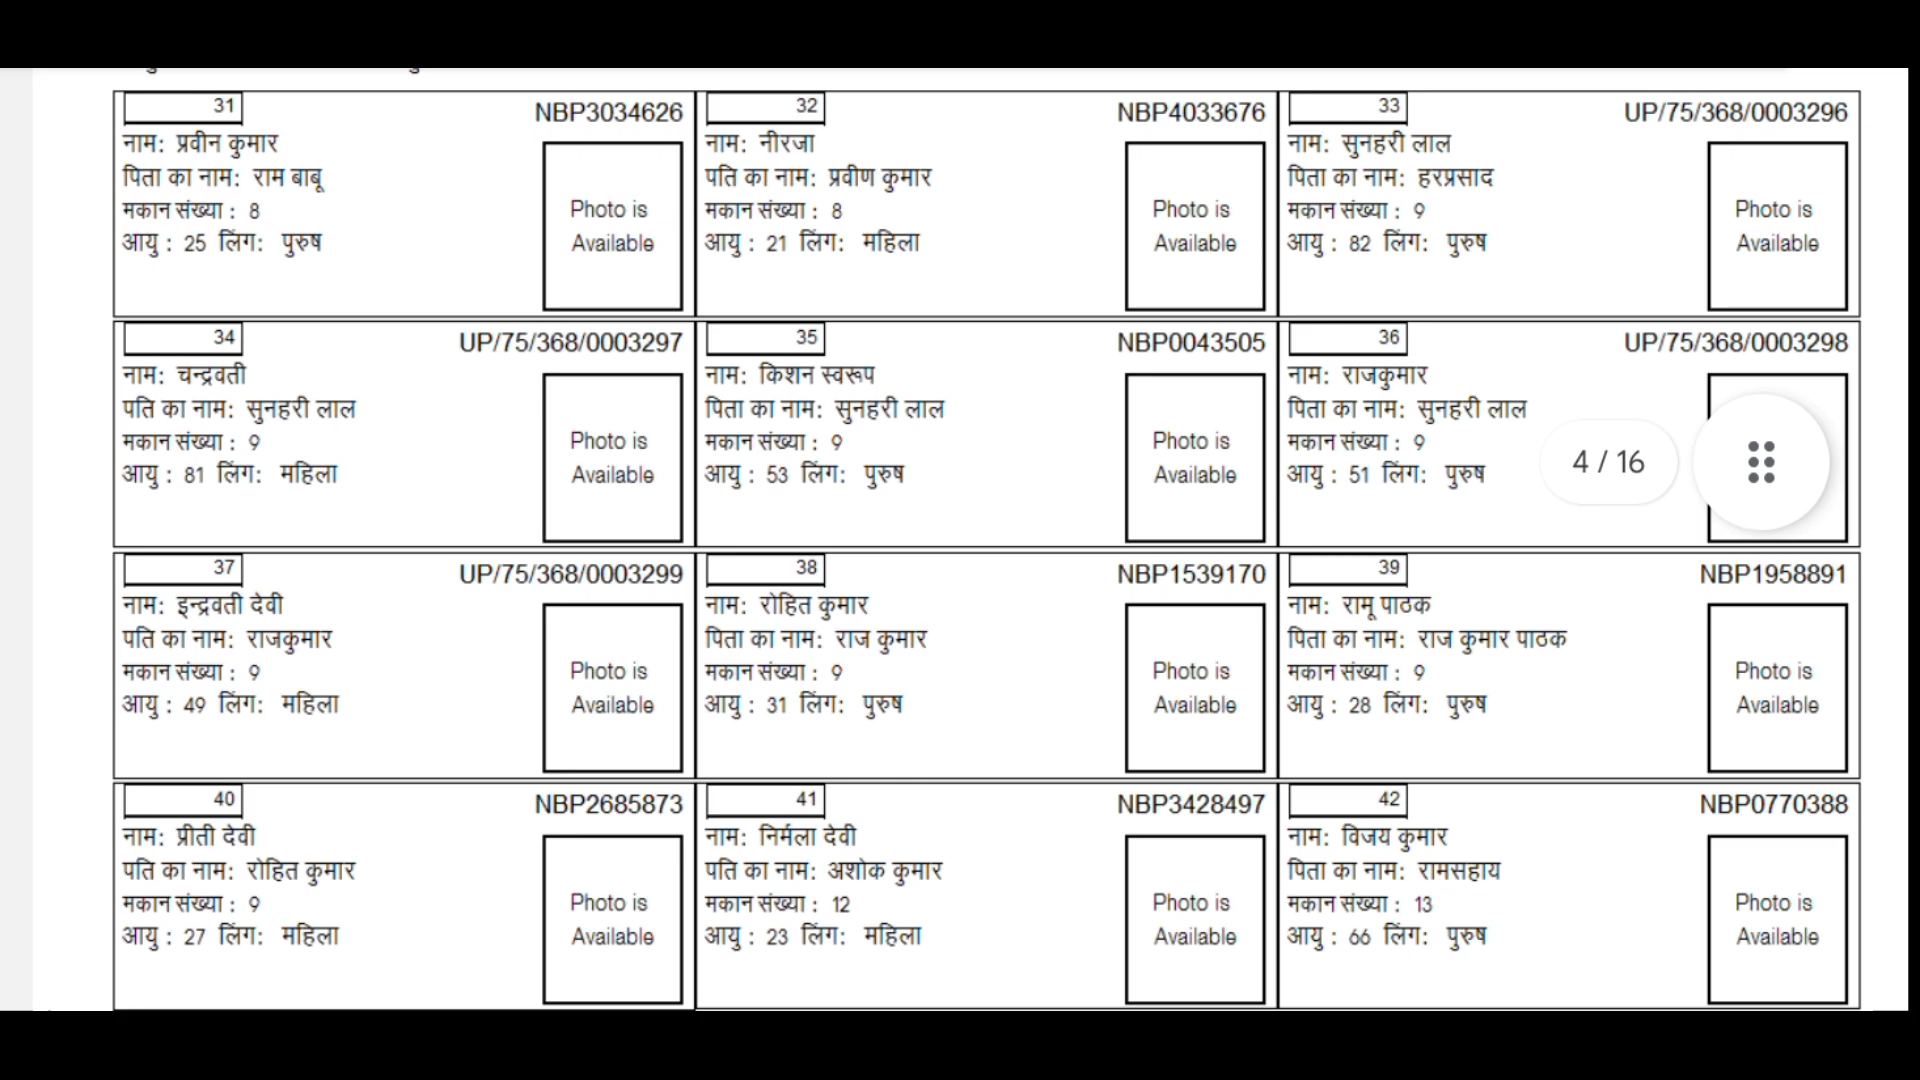 31 NBP3034626
नाम: प्रवीन कुमार
पिता का नाम: राम बाबू
मकान संख्या : 8
आयु : 25 लिंग: पुरुष
Photo is
Available
32 NBP4033676
नाम: नीरजा
पति का नाम: प्रवीण कुमार
मकान संख्या : 8
आयु : 21 लिंग: महिला
Photo is
Available
33 UP/75/368/0003296
नाम: सुनहरी लाल
पिता का नाम: हरप्रसाद
मकान संख्या : 9
आयु : 82 लिंग: पुरुष
Photo is
Available
34 UP/75/368/0003297
नाम: चन्द्रवती
पति का नाम: सुनहरी लाल
मकान संख्या : 9
आयु : 81 लिंग: महिला
Photo is
Available
35 NBP0043505
नाम: किशन स्वरूप
पिता का नाम: सुनहरी लाल
मकान संख्या : 9
आयु : 53 लिंग: पुरुष
Photo is
Available
36 UP/75/368/0003298
नाम: राजकुमार
पिता का नाम: सुनहरी लाल
मकान संख्या : 9
आयु : 51 लिंग: पुरुष
4 / 16
37 UP/75/368/0003299
नाम: इन्द्रवती देवी
पति का नाम: राजकुमार
मकान संख्या : 9
आयु : 49 लिंग: महिला
Photo is
Available
38 NBP1539170
नाम: रोहित कुमार
पिता का नाम: राज कुमार
मकान संख्या : 9
आयु : 31 लिंग: पुरुष
Photo is
Available
39 NBP1958891
नाम: रामू पाठक
पिता का नाम: राज कुमार पाठक
मकान संख्या : 9
आयु : 28 लिंग: पुरुष
Photo is
Available
40 NBP2685873
नाम: प्रीती देवी
पति का नाम: रोहित कुमार
मकान संख्या : 9
आयु : 27 लिंग: महिला
Photo is
Available
41 NBP3428497
नाम: निर्मला देवी
पति का नाम: अशोक कुमार
मकान संख्या : 12
आयु : 23 लिंग: महिला
Photo is
Available
42 NBP0770388
नाम: विजय कुमार
पिता का नाम: रामसहाय
मकान संख्या : 13
आयु : 66 लिंग: पुरुष
Photo is
Available